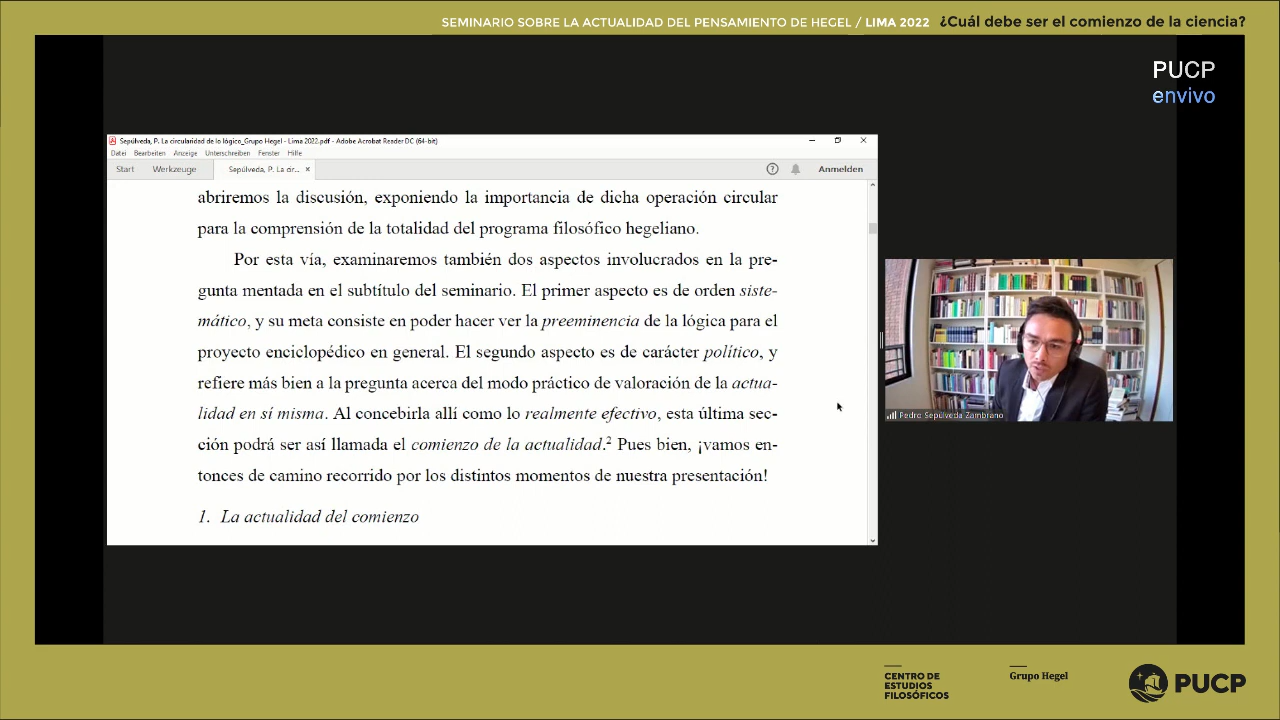 SEMINARIO SOBRE LA ACTUALIDAD DEL PENSAMIENTO DE HEGEL / LIMA 2022 ¿Cuál debe ser el comienzo de la ciencia?
PUCP
envivo
Sepúlveda, P. La circularidad de lo lógico_Grupo Hegel - Lima 2022.pdf - Adobe Acrobat Reader DC (64-bit)
Datei Bearbeiten Anzeige Unterschreiben Fenster Hilfe
Start Werkzeuge Sepúlveda, P. La cir... × Anmelden
abriremos la discusión, exponiendo la importancia de dicha operación circular
para la comprensión de la totalidad del programa filosófico hegeliano.
Por esta vía, examinaremos también dos aspectos involucrados en la pre-
gunta mentada en el subtítulo del seminario. El primer aspecto es de orden siste-
mático, y su meta consiste en poder hacer ver la preeminencia de la lógica para el
proyecto enciclopédico en general. El segundo aspecto es de carácter político, y
refiere más bien a la pregunta acerca del modo práctico de valoración de la actua-
lidad en sí misma. Al concebirla allí como lo realmente efectivo, esta última sec-
ción podrá ser así llamada el comienzo de la actualidad.² Pues bien, ¡vamos en-
tonces de camino recorrido por los distintos momentos de nuestra presentación!
1. La actualidad del comienzo
Pedro Sepúlveda Zambrano
CENTRO DE
ESTUDIOS
FILOSÓFICOS
Grupo Hegel
PUCP